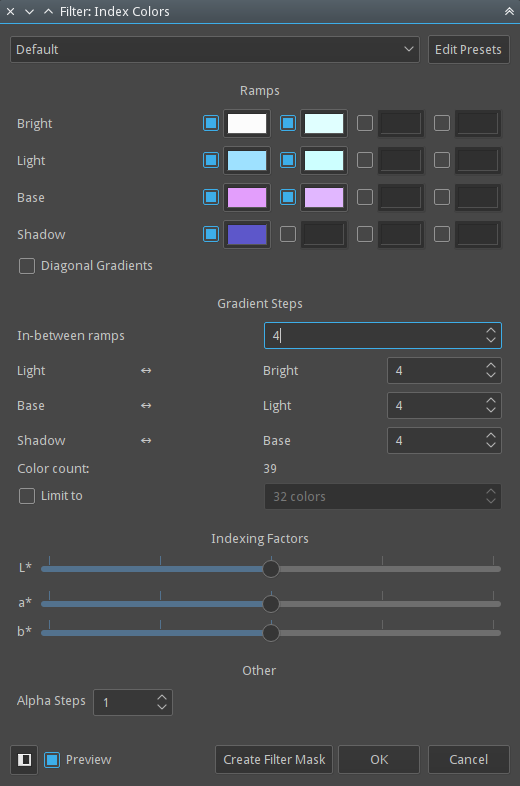 Filter: Index Colors
Default
Edit Presets
Ramps
Bright
Light
Base
Shadow
Diagonal Gradients
Gradient Steps
In-between ramps 4
Light ↔ Bright 4
Base ↔ Light 4
Shadow ↔ Base 4
Color count: 39
Limit to 32 colors
Indexing Factors
L*
a*
b*
Other
Alpha Steps 1
Preview Create Filter Mask OK Cancel